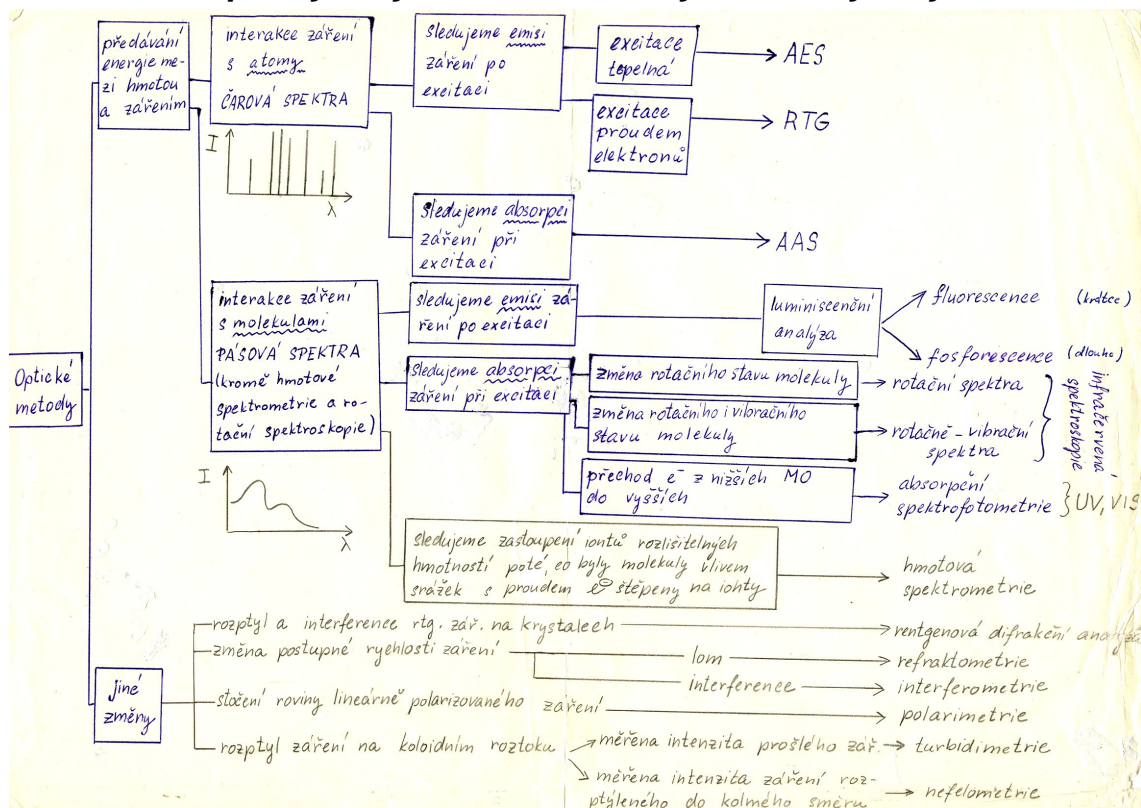 Optické
metody
předávání
energie me-
zi hmotou
a zářením
interakce záření
s atomy
ČAROVÁ SPEKTRA
I
λ
sledujeme emisi
záření po
excitaci
excitace
tepelná
AES
excitace
proudem
elektronů
RTG
sledujeme absorpci
záření při
excitaci
AAS
interakce záření
s molekulami
PÁSOVÁ SPEKTRA
(kromě hmotové
spektrometrie a ro-
tační spektroskopie)
I
λ
sledujeme emisi zá-
ření po excitaci
luminiscenční
analýza
fluorescence (krátce)
fosforescence (dlouho)
sledujeme absorpci
záření při excitaci
změna rotačního stavu molekuly
rotační spektra
změna rotačního i vibračního
stavu molekuly
rotačně - vibrační
spektra
infračervená
spektroskopie
přechod e⁻ z nižších MO
do vyšších
absorpční
spektrofotometrie } UV, VIS
sledujeme zastoupení iontů rozlišitelných
hmotností poté, co byly molekuly vlivem
srážek s proudem e⊖ štěpeny na ionty
hmotová
spektrometrie
jiné
změny
rozptyl a interference rtg. zář. na krystalech
rentgenová difrakční analýza
změna postupné rychlosti záření
lom
refraktometrie
interference
interferometrie
stočení roviny lineárně polarizovaného záření
polarimetrie
rozptyl záření na koloidním roztoku
měřena intenzita prošlého zář.
turbidimetrie
měřena intenzita záření roz-
ptýleného do kolmého směru
nefelometrie